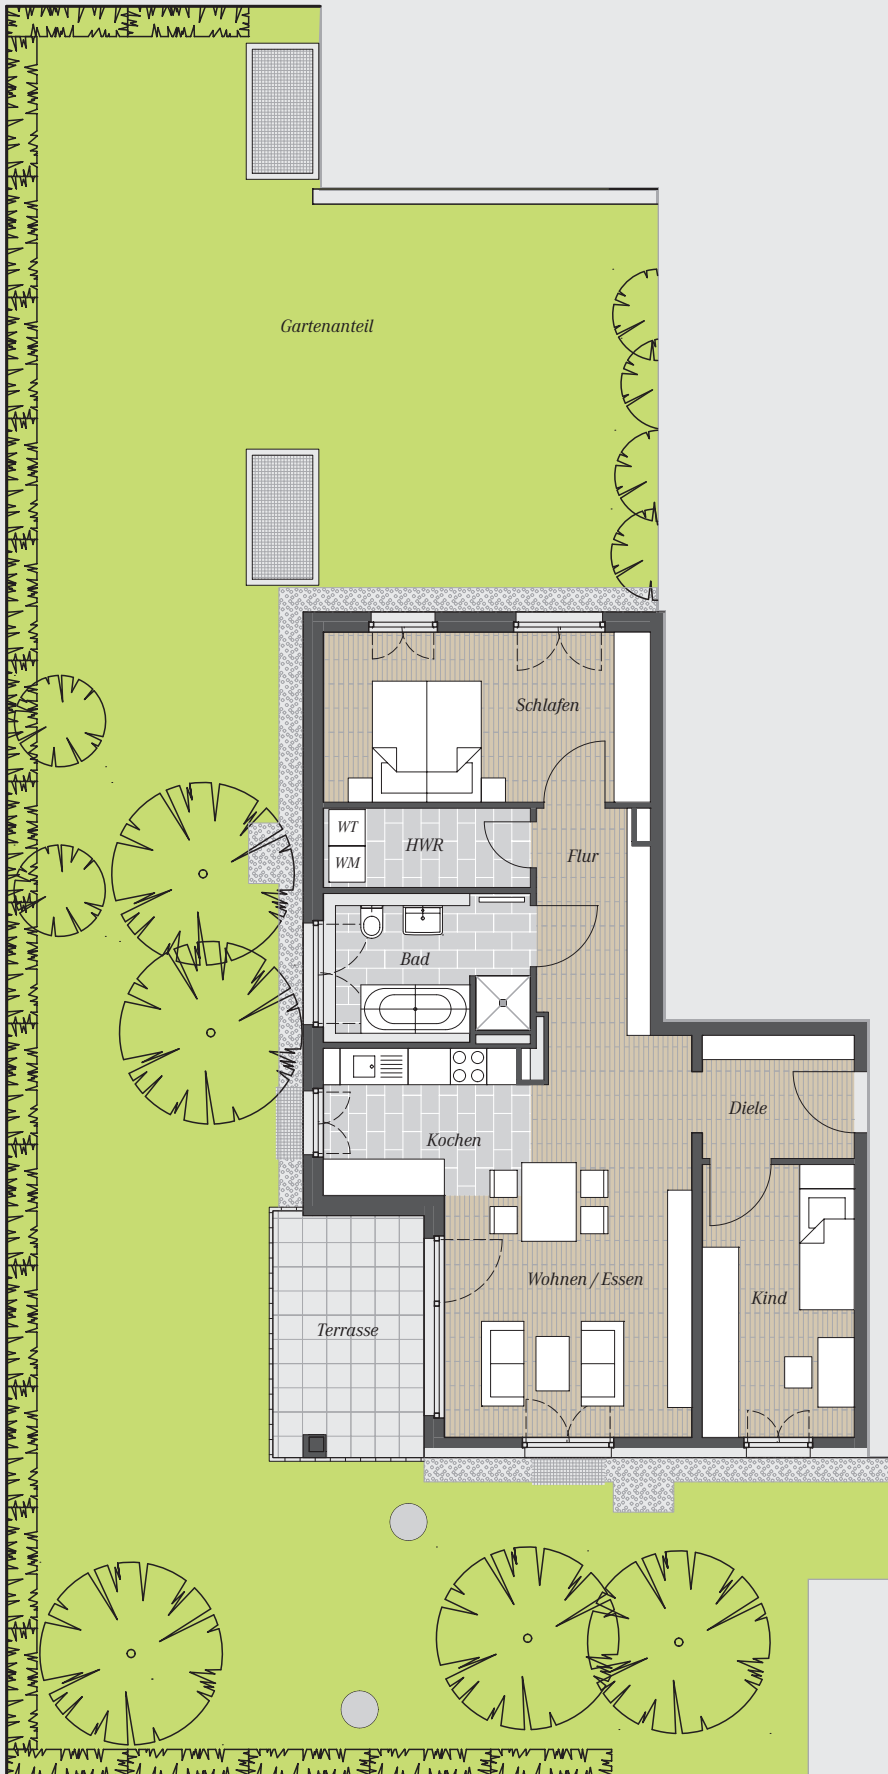 Gartenanteil
Schlafen
WT
HWR
WM
Flur
Bad
Diele
Kochen
Wohnen / Essen
Kind
Terrasse